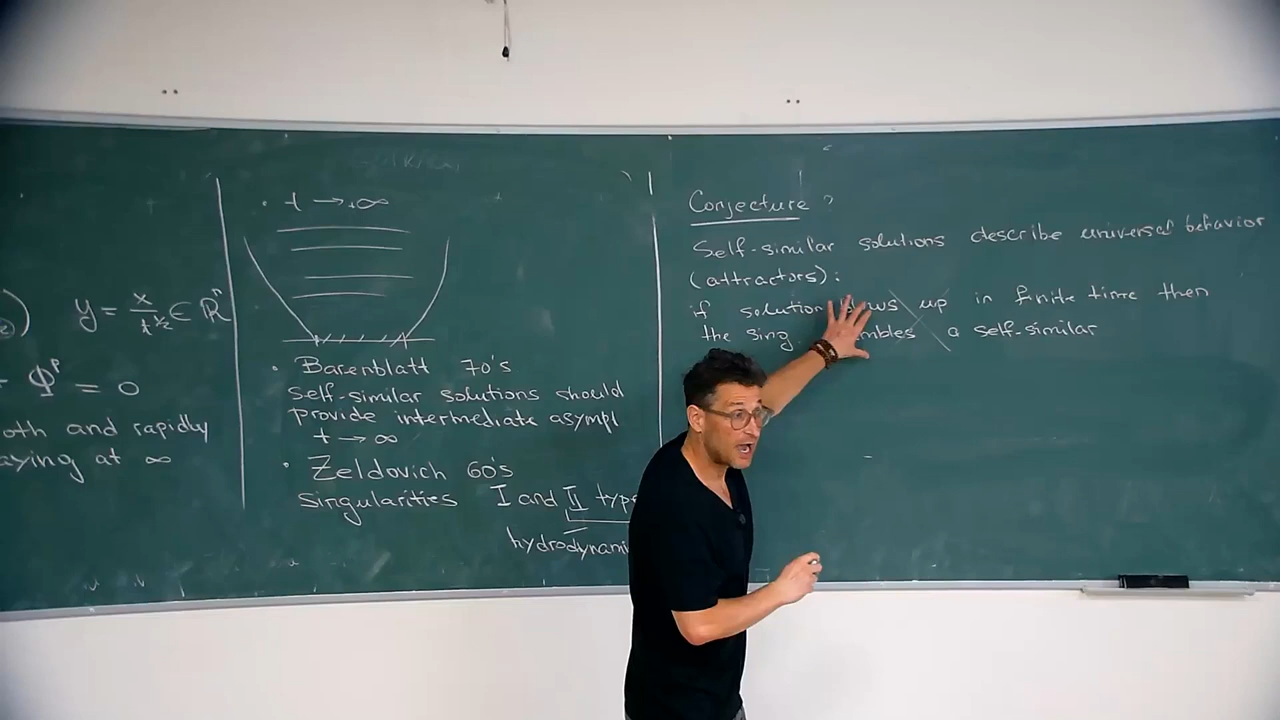 y = x/t^½ ∈ ℝⁿ
Φᵖ = 0
oth and rapidly
aying at ∞
• t → +∞
• Barenblatt 70's
self-similar solutions should
provide intermediate asympt
t → ∞
• Zeldovich 60's
singularities I and II type
hydrodynami
Conjecture ?
Self-similar solutions describe universal behavior
(attractors):
if solution up in finite time then
the sing. a self-similar